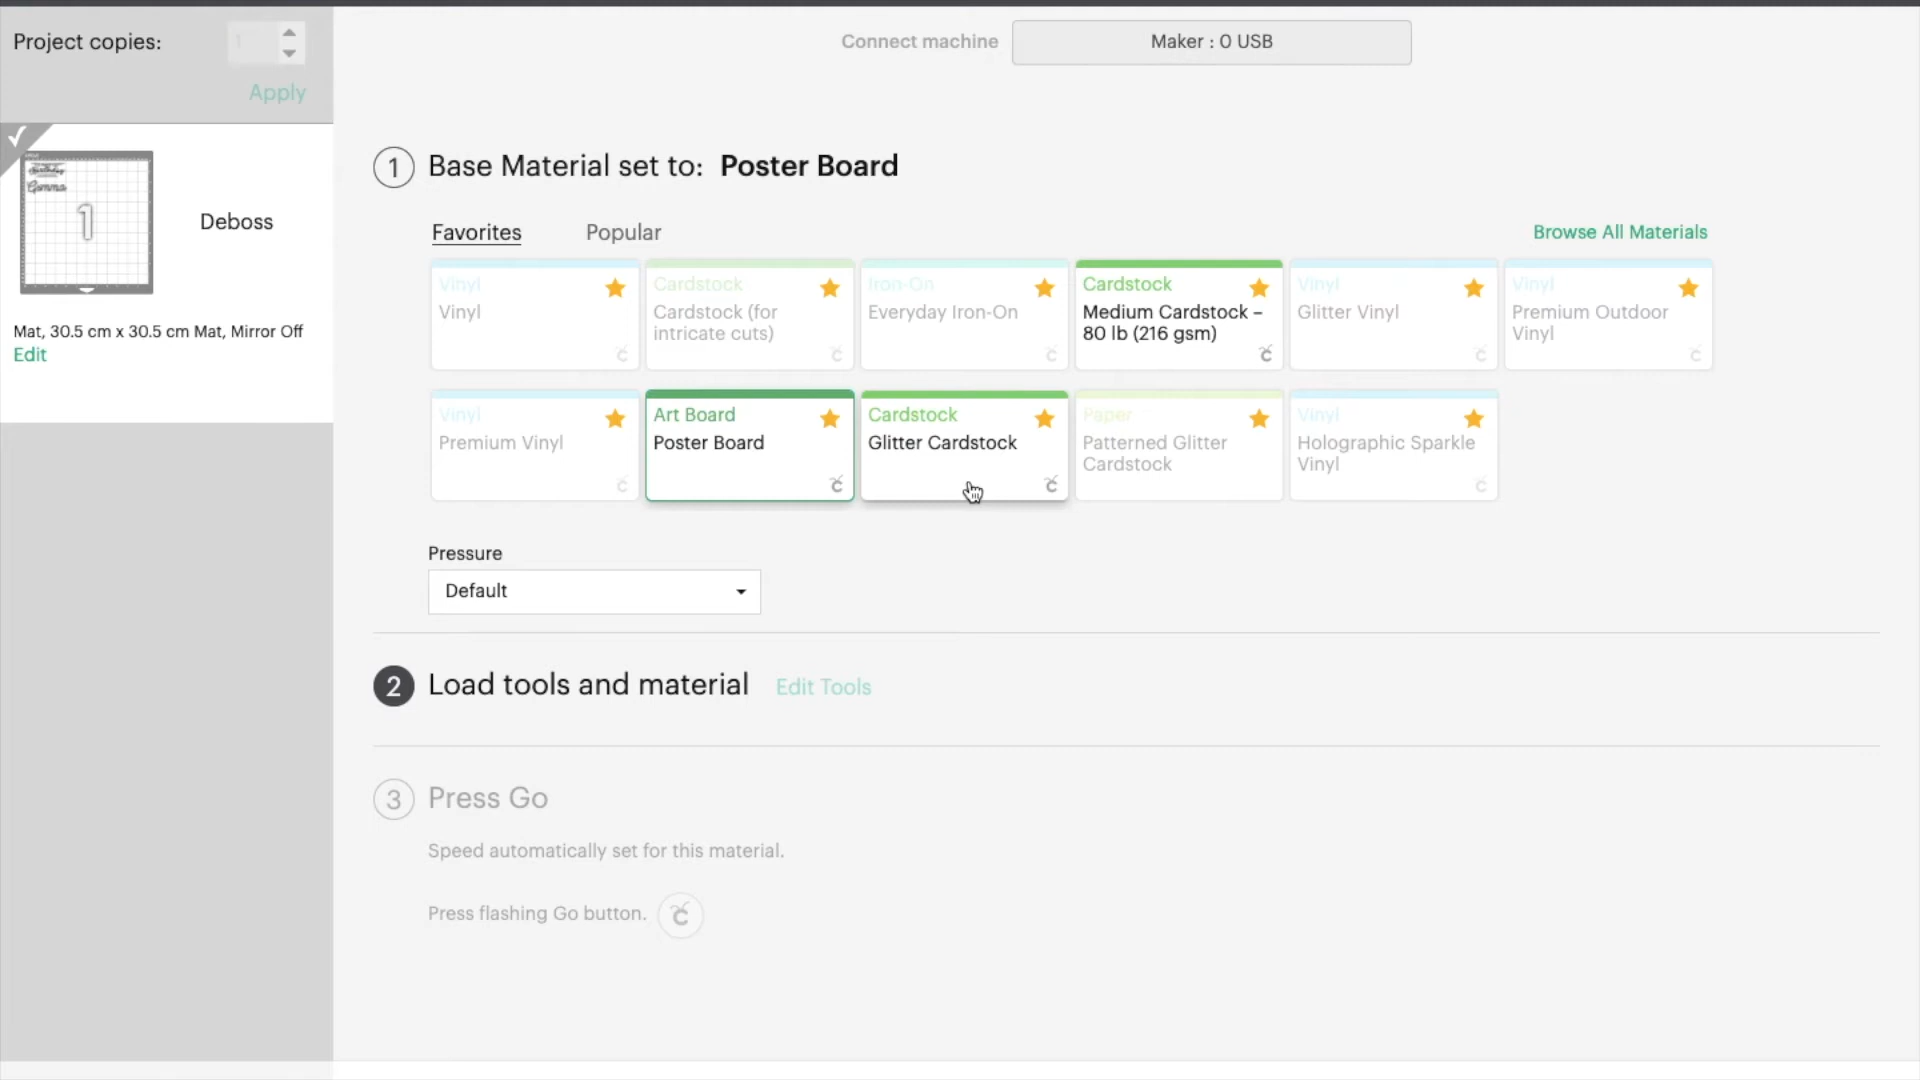 Project copies:
1
Apply
Connect machine
Maker : 0 USB
Birthday
Gemma
1
Deboss
Mat, 30.5 cm x 30.5 cm Mat, Mirror Off
Edit
1 Base Material set to: Poster Board
Favorites
Popular
Browse All Materials
Vinyl
Vinyl
Cardstock
Cardstock (for
intricate cuts)
Iron-On
Everyday Iron-On
Cardstock
Medium Cardstock –
80 lb (216 gsm)
Vinyl
Glitter Vinyl
Vinyl
Premium Outdoor
Vinyl
Vinyl
Premium Vinyl
Art Board
Poster Board
Cardstock
Glitter Cardstock
Paper
Patterned Glitter
Cardstock
Vinyl
Holographic Sparkle
Vinyl
Pressure
Default
2 Load tools and material Edit Tools
3 Press Go
Speed automatically set for this material.
Press flashing Go button.